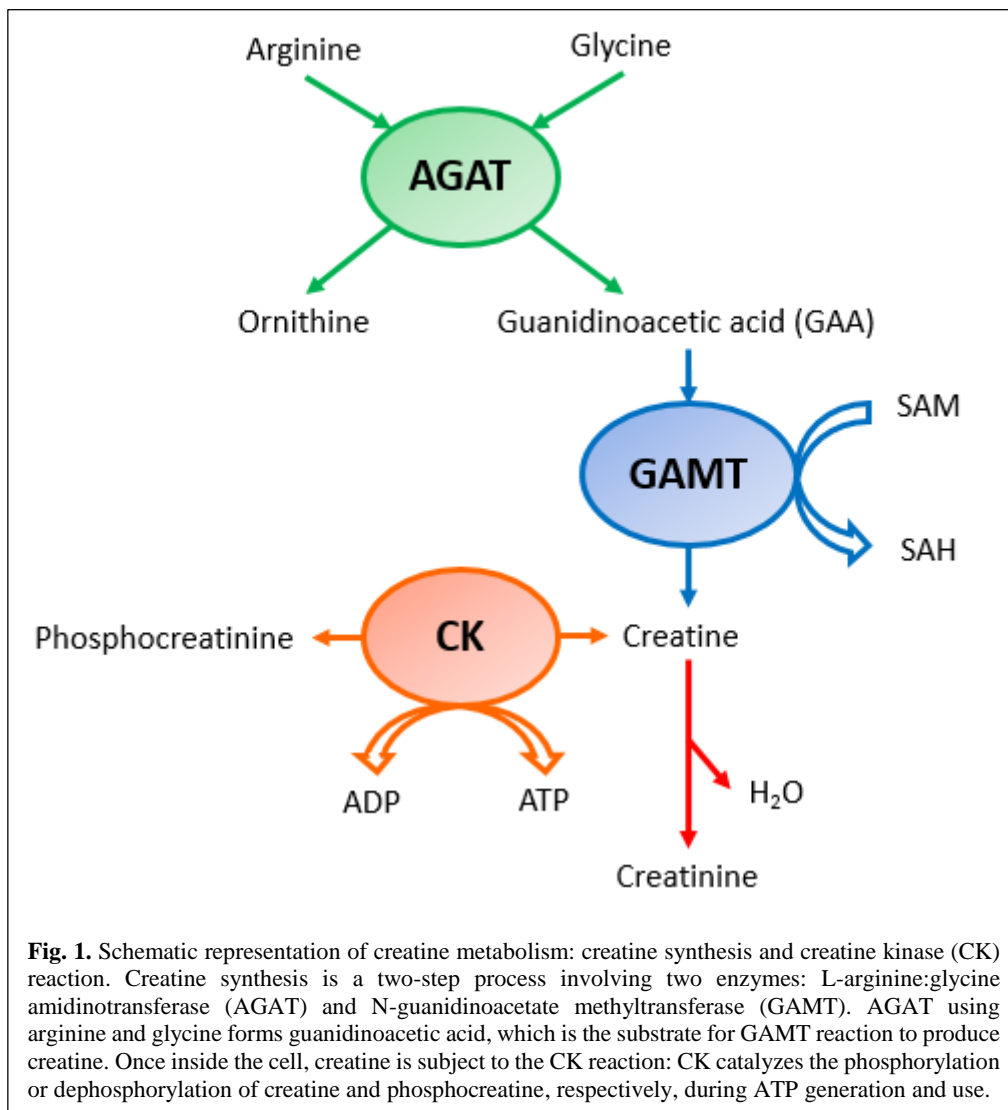 Arginine
Glycine
AGAT
Ornithine
Guanidinoacetic acid (GAA)
SAM
GAMT
SAH
Phosphocreatinine
CK
Creatine
ADP
ATP
H₂O
Creatinine
Fig. 1. Schematic representation of creatine metabolism: creatine synthesis and creatine kinase (CK)
reaction. Creatine synthesis is a two-step process involving two enzymes: L-arginine:glycine
amidinotransferase (AGAT) and N-guanidinoacetate methyltransferase (GAMT). AGAT using
arginine and glycine forms guanidinoacetic acid, which is the substrate for GAMT reaction to produce
creatine. Once inside the cell, creatine is subject to the CK reaction: CK catalyzes the phosphorylation
or dephosphorylation of creatine and phosphocreatine, respectively, during ATP generation and use.